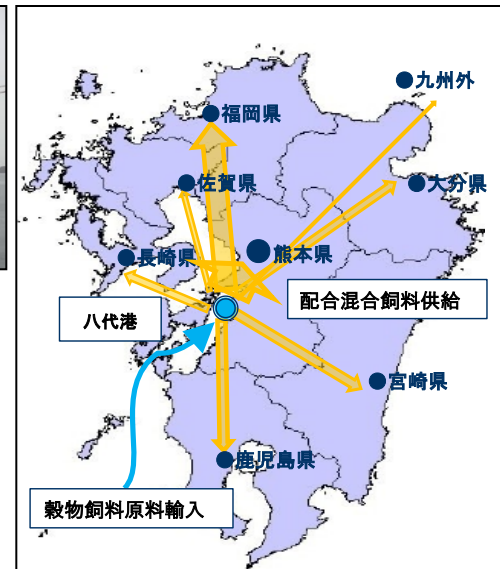 ●九州外
●福岡県
●佐賀県
●大分県
●長崎県
●熊本県
配合混合飼料供給
八代港
●宮崎県
●鹿児島県
穀物飼料原料輸入